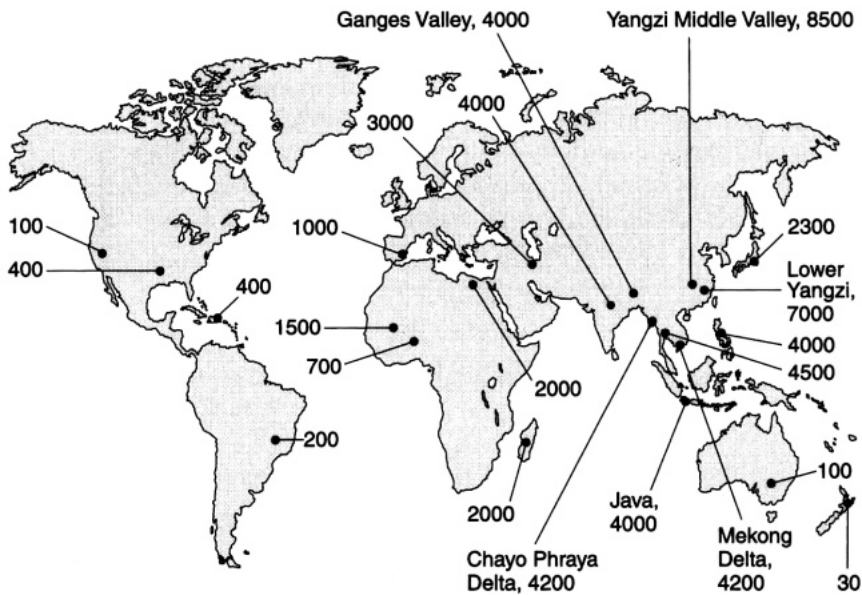 Ganges Valley, 4000
Yangzi Middle Valley, 8500
4000
3000
100
1000
2300
400
400
Lower
Yangzi,
7000
1500
4000
700
4500
2000
200
100
2000
Java,
4000
Mekong
Delta,
4200
Chayo Phraya
Delta, 4200
30